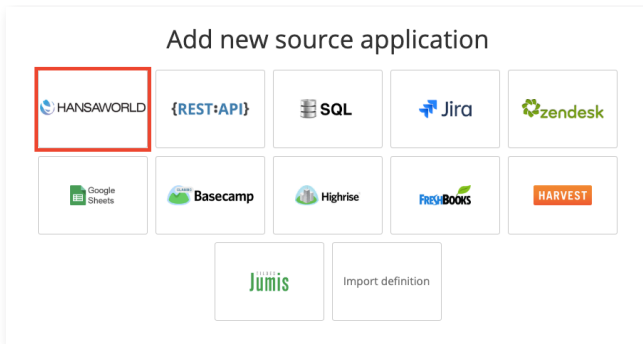 Add new source application
HANSAWORLD
{REST:API}
SQL
Jira
zendesk
Google
Sheets
Basecamp
Highrise
FRESHBOOKS
HARVEST
Jumis
Import definition